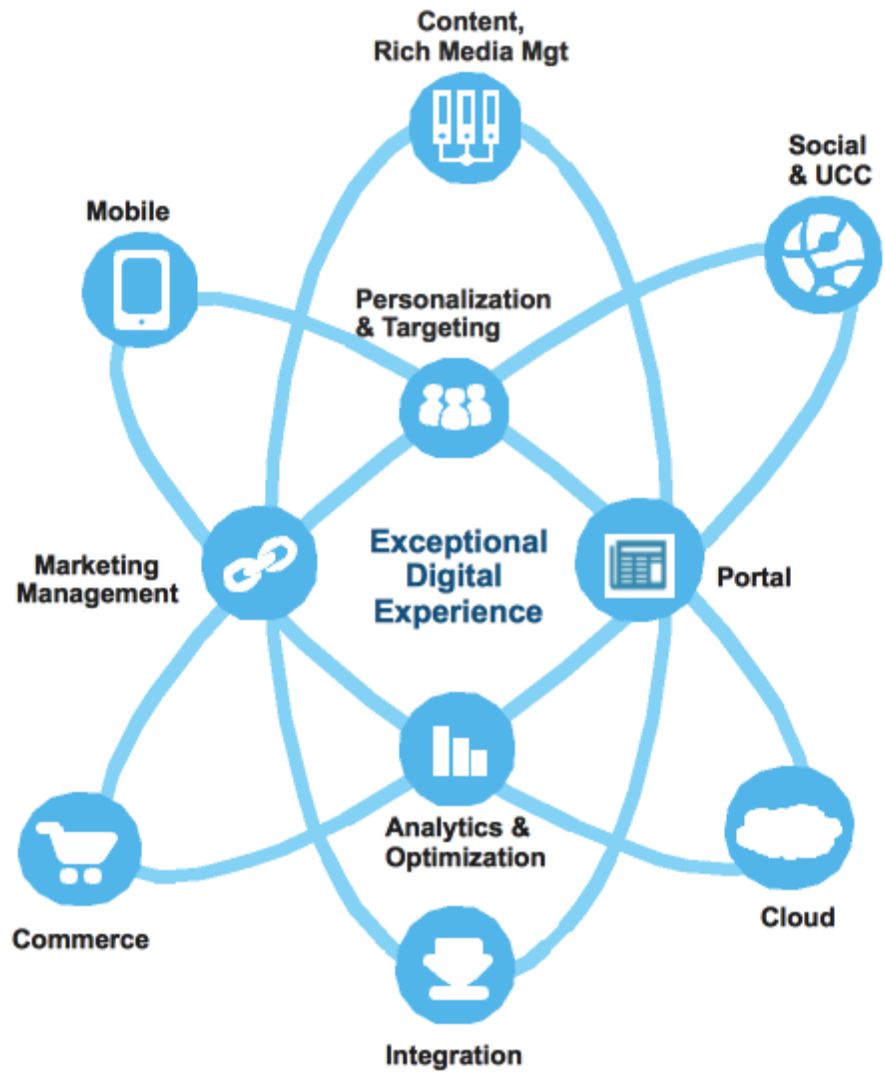 Content,
Rich Media Mgt
Social
& UCC
Mobile
Personalization
& Targeting
Exceptional
Digital
Experience
Marketing
Management
Portal
Analytics &
Optimization
Cloud
Commerce
Integration